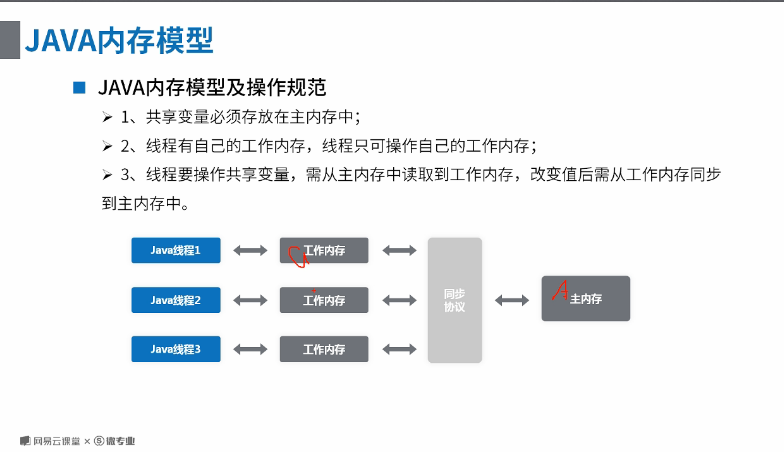 JAVA内存模型
JAVA内存模型及操作规范
1、共享变量必须存放在主内存中；
2、线程有自己的工作内存，线程只可操作自己的工作内存；
3、线程要操作共享变量，需从主内存中读取到工作内存，改变值后需从工作内存同步
到主内存中。
Java线程1
工作内存
Java线程2
工作内存
同步
协议
A
主内存
Java线程3
工作内存
网易云课堂 × 微专业